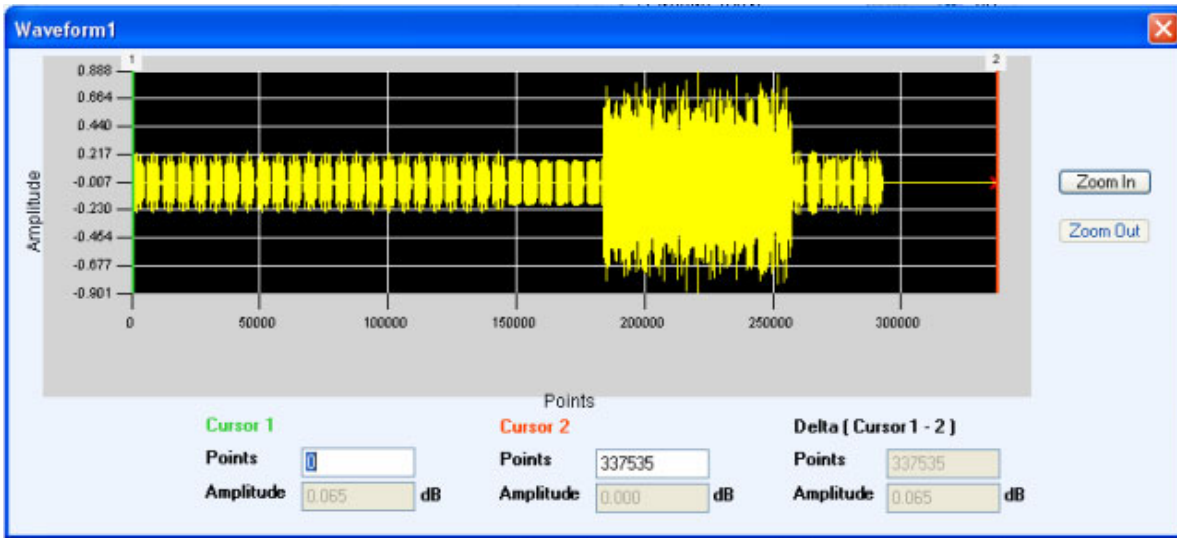 Waveform1
1 2
0.888
0.664
0.440
0.217
-0.007
-0.230
-0.454
-0.677
-0.901
Amplitude
0 50000 100000 150000 200000 250000 300000
Points
Zoom In
Zoom Out
Cursor 1 Cursor 2 Delta ( Cursor 1 - 2 )
Points 0 Points 337535 Points 337535
Amplitude 0.065 dB Amplitude 0.000 dB Amplitude 0.065 dB